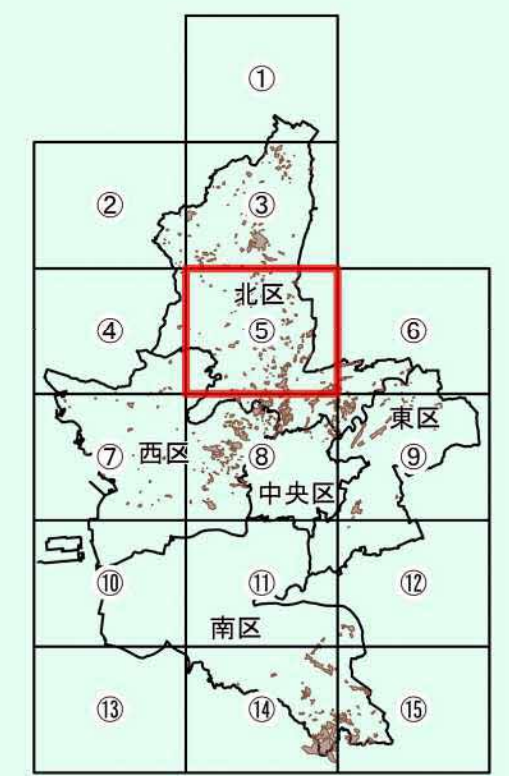 ①
② ③
北区
④ ⑤ ⑥
東区
⑦ 西区 ⑧ ⑨
中央区
⑩ ⑪ ⑫
南区
⑬ ⑭ ⑮